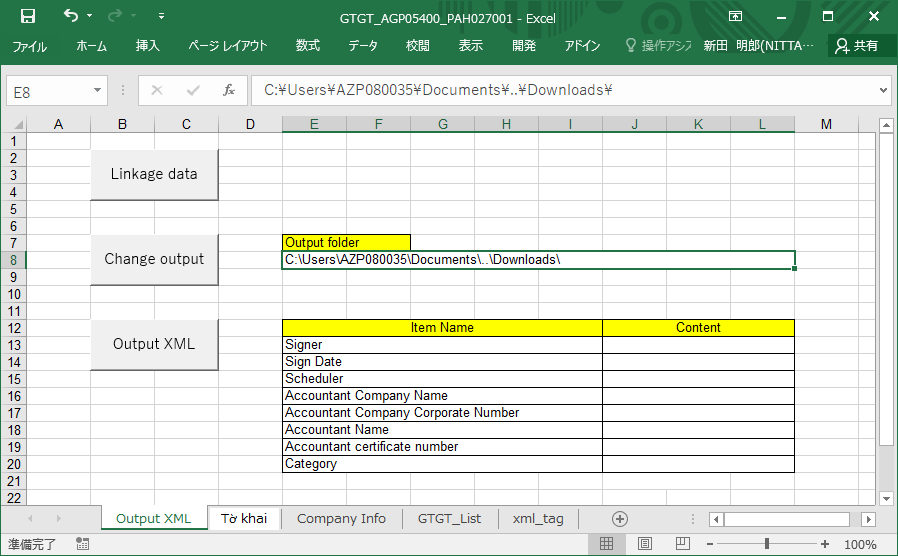 GTGT_AGP05400_PAH027001 - Excel
ファイル ホーム 挿入 ページ レイアウト 数式 データ 校閲 表示 開発 アドイン 操作アシス 新田 明郎(NITTA… 共有
E8 fx C:¥Users¥AZP080035¥Documents¥..¥Downloads¥
A B C D E F G H I J K L M
1
2
3 Linkage data
4
5
6
7 Output folder
8 Change output C:\Users\AZP080035\Documents\..\Downloads\
9
10
11
12 Item Name Content
13 Output XML Signer
14 Sign Date
15 Scheduler
16 Accountant Company Name
17 Accountant Company Corporate Number
18 Accountant Name
19 Accountant certificate number
20 Category
21
22
Output XML Tờ khai Company Info GTGT_List xml_tag
準備完了 100%